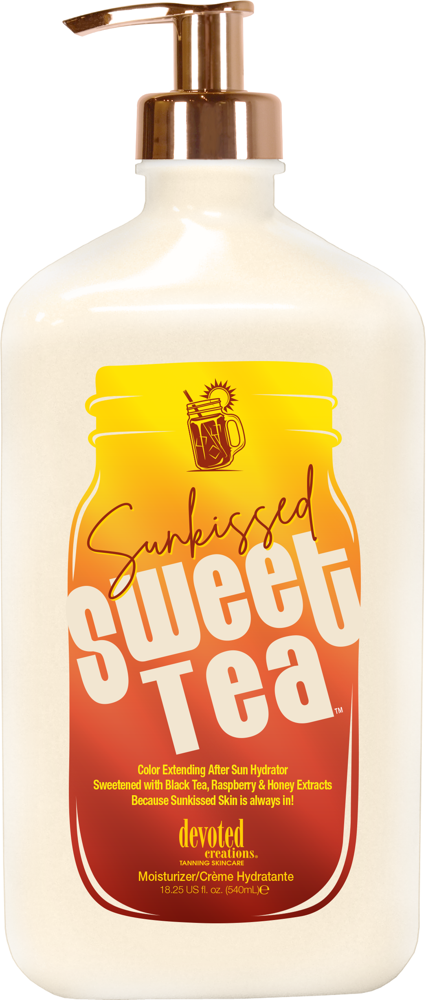 Sunkissed
sweet
Tea™
Color Extending After Sun Hydrator
Sweetened with Black Tea, Raspberry & Honey Extracts
Because Sunkissed Skin is always in!
devoted
creations®
TANNING SKINCARE
Moisturizer/Crème Hydratante
18.25 US fl. oz. (540mL)℮